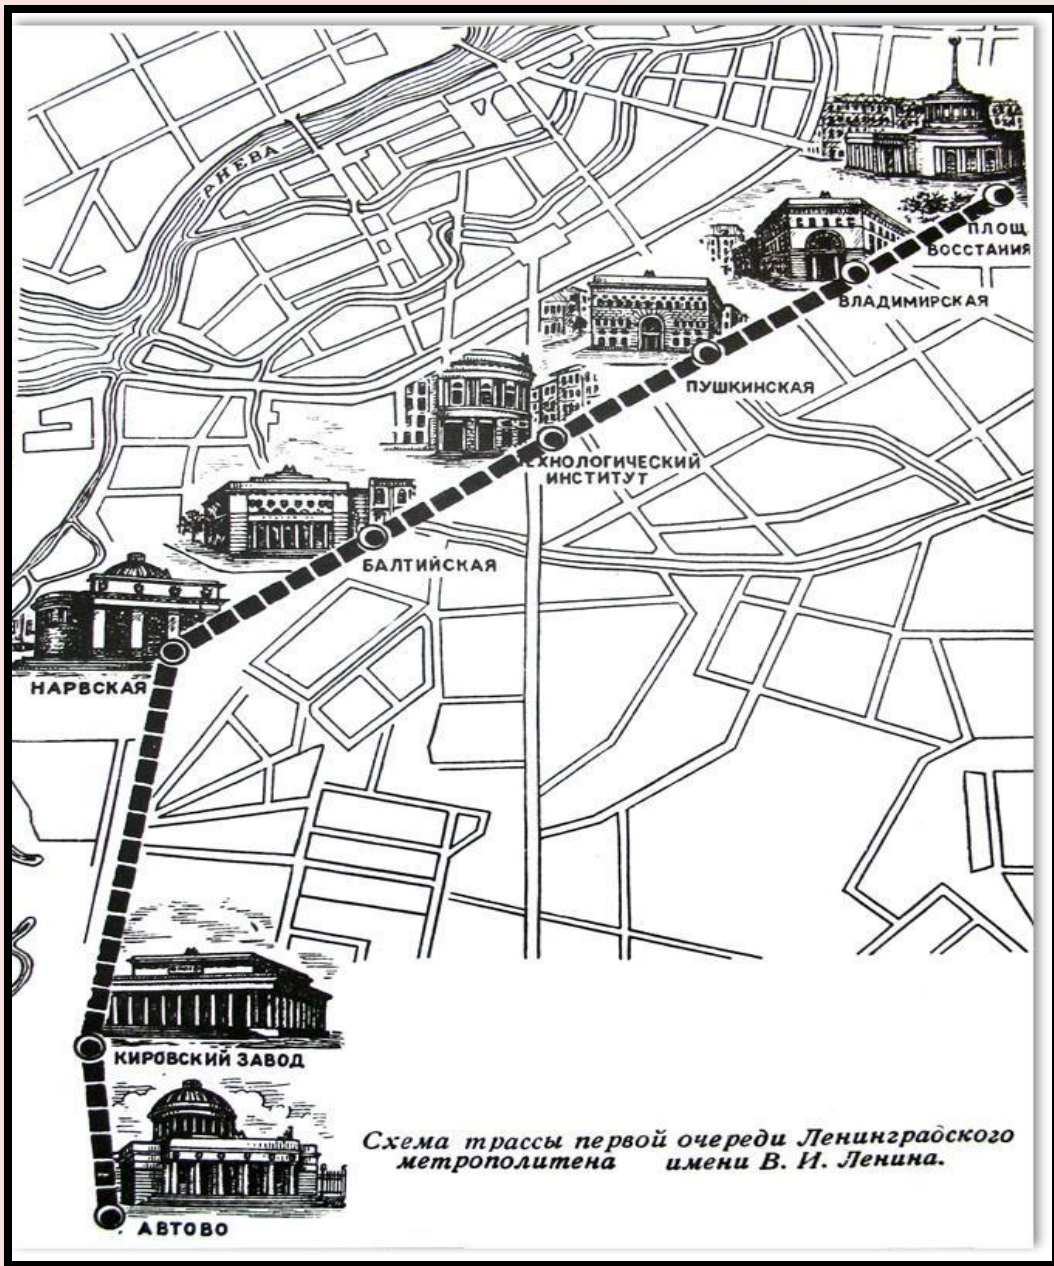 Р НЕВА
ПЛОЩ
ВОССТАНИЯ
ВЛАДИМИРСКАЯ
ПУШКИНСКАЯ
ТЕХНОЛОГИЧЕСКИЙ
ИНСТИТУТ
БАЛТИЙСКАЯ
НАРВСКАЯ
КИРОВСКИЙ ЗАВОД
АВТОВО
Схема трассы первой очереди Ленинградского
метрополитена имени В. И. Ленина.